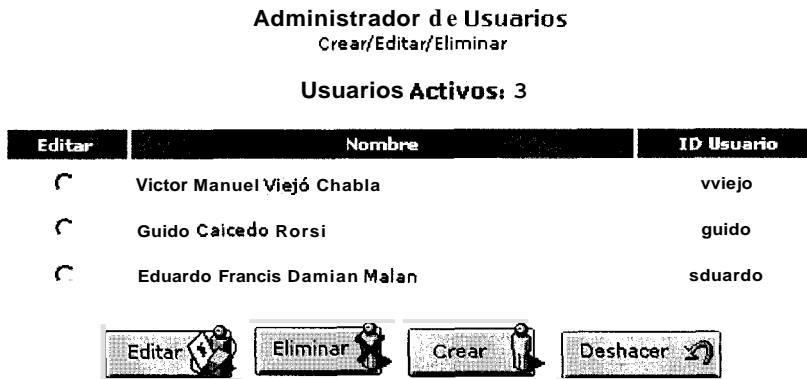 Administrador de Usuarios
Crear/Editar/Eliminar
Usuarios Activos: 3
Editar Nombre ID Usuario
Victor Manuel Viejó Chabla vviejo
Guido Caicedo Rorsi guido
Eduardo Francis Damian Malan sduardo
Editar Eliminar Crear Deshacer